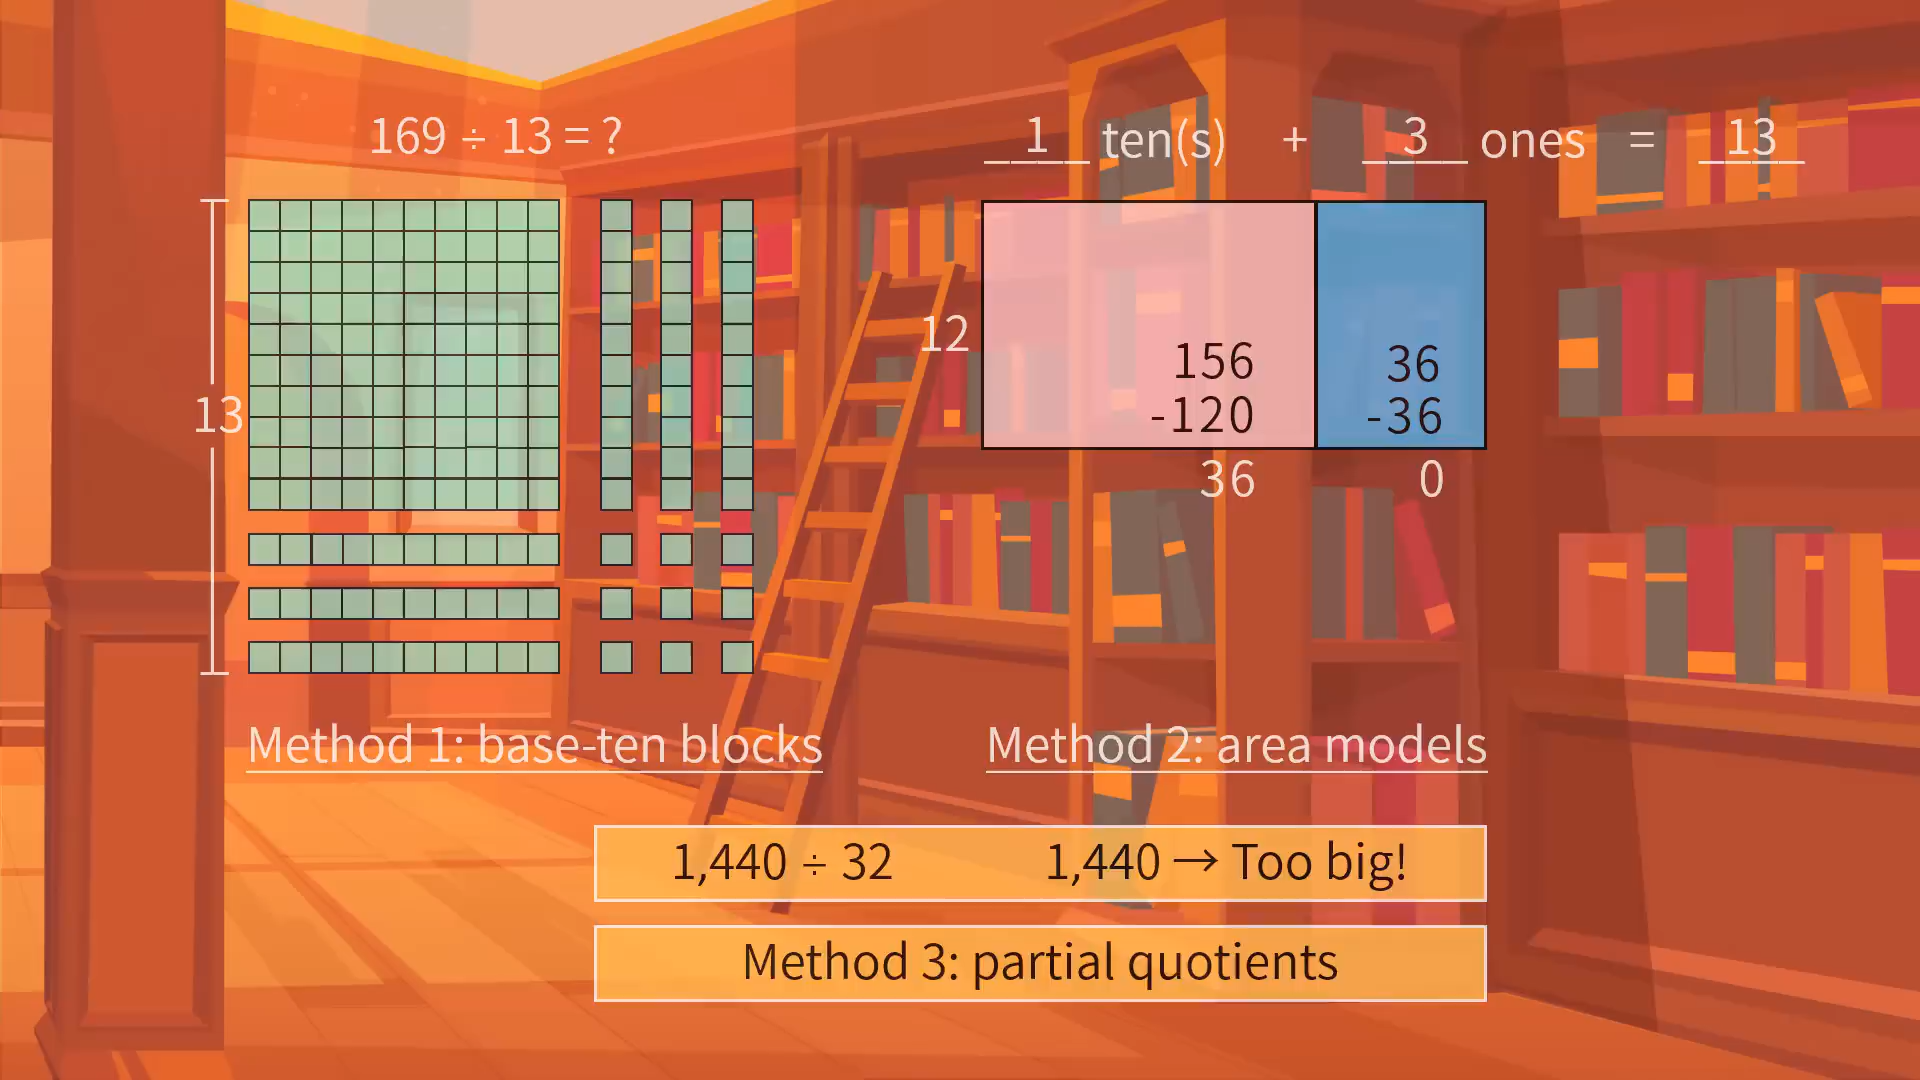 169 ÷ 13 = ?
13
Method 1: base-ten blocks
1 ten(s) + 3 ones = 13
12
156 36
-120 -36
36 0
Method 2: area models
1,440 ÷ 32 1,440 → Too big!
Method 3: partial quotients